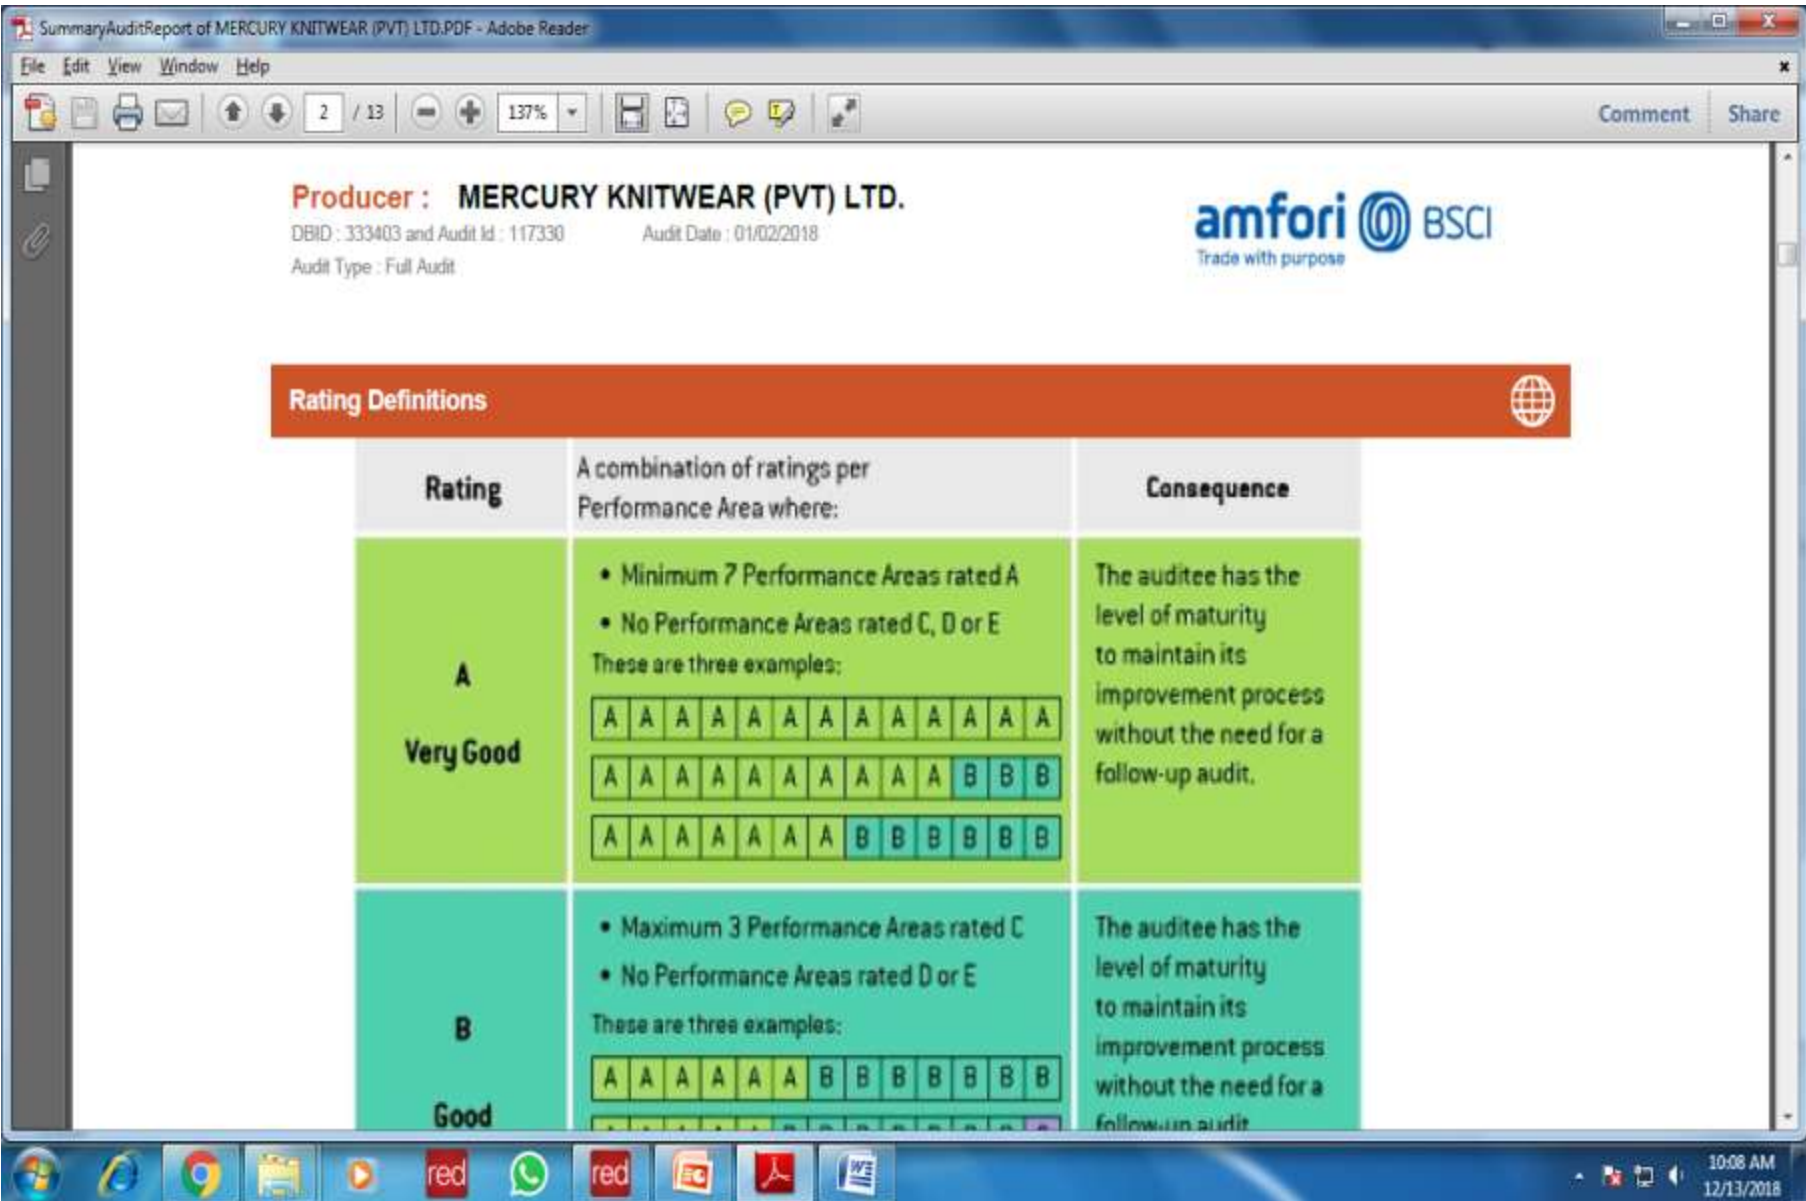 SummaryAuditReport of MERCURY KNITWEAR (PVT) LTD.PDF - Adobe Reader
File Edit View Window Help
2 / 13 137% Comment Share
Producer : MERCURY KNITWEAR (PVT) LTD.
DBID : 333403 and Audit Id : 117330 Audit Date : 01/02/2018
Audit Type : Full Audit
amfori BSCI
Trade with purpose
Rating Definitions
Rating
A combination of ratings per
Performance Area where:
Consequence
A
Very Good
• Minimum 7 Performance Areas rated A
• No Performance Areas rated C, D or E
These are three examples:
A A A A A A A A A A A A A
A A A A A A A A A A B B B
A A A A A A A B B B B B B
The auditee has the
level of maturity
to maintain its
improvement process
without the need for a
follow-up audit.
B
Good
• Maximum 3 Performance Areas rated C
• No Performance Areas rated D or E
These are three examples:
A A A A A A B B B B B B B
The auditee has the
level of maturity
to maintain its
improvement process
without the need for a
follow-up audit
red
red
10:08 AM
12/13/2018